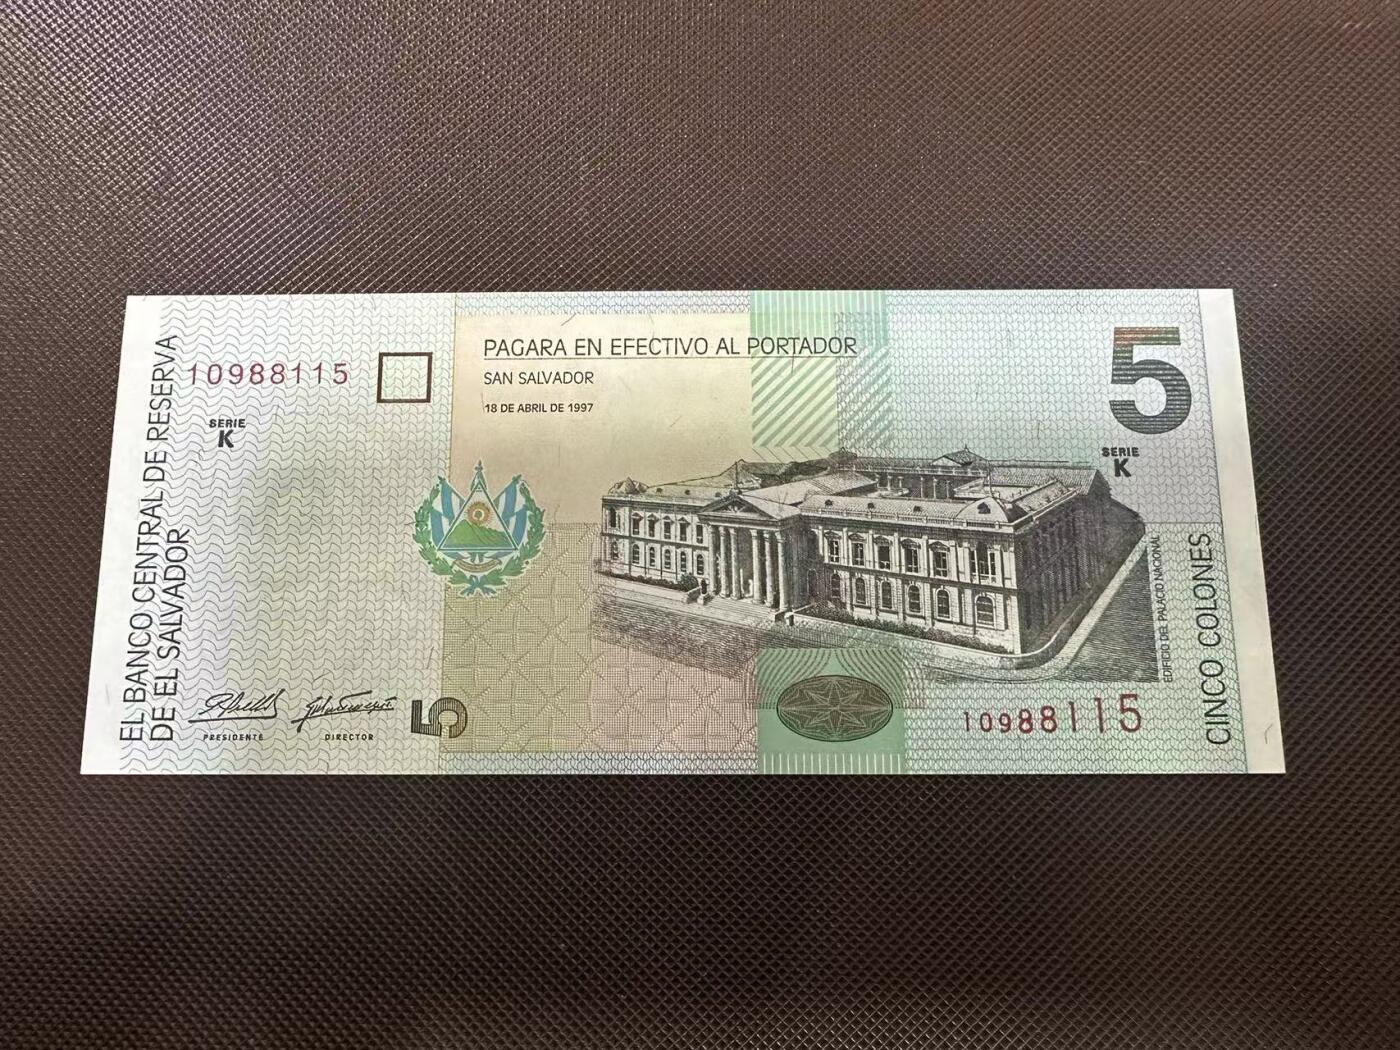 EL BANCO CENTRAL DE RESERVA
DE EL SALVADOR
10988115
SERIE
K
PAGARA EN EFECTIVO AL PORTADOR
SAN SALVADOR
18 DE ABRIL DE 1997
5
SERIE
K
EDIFICIO DEL PALACIO NACIONAL
CINCO COLONES
PRESIDENTE
DIRECTOR
5
10988115